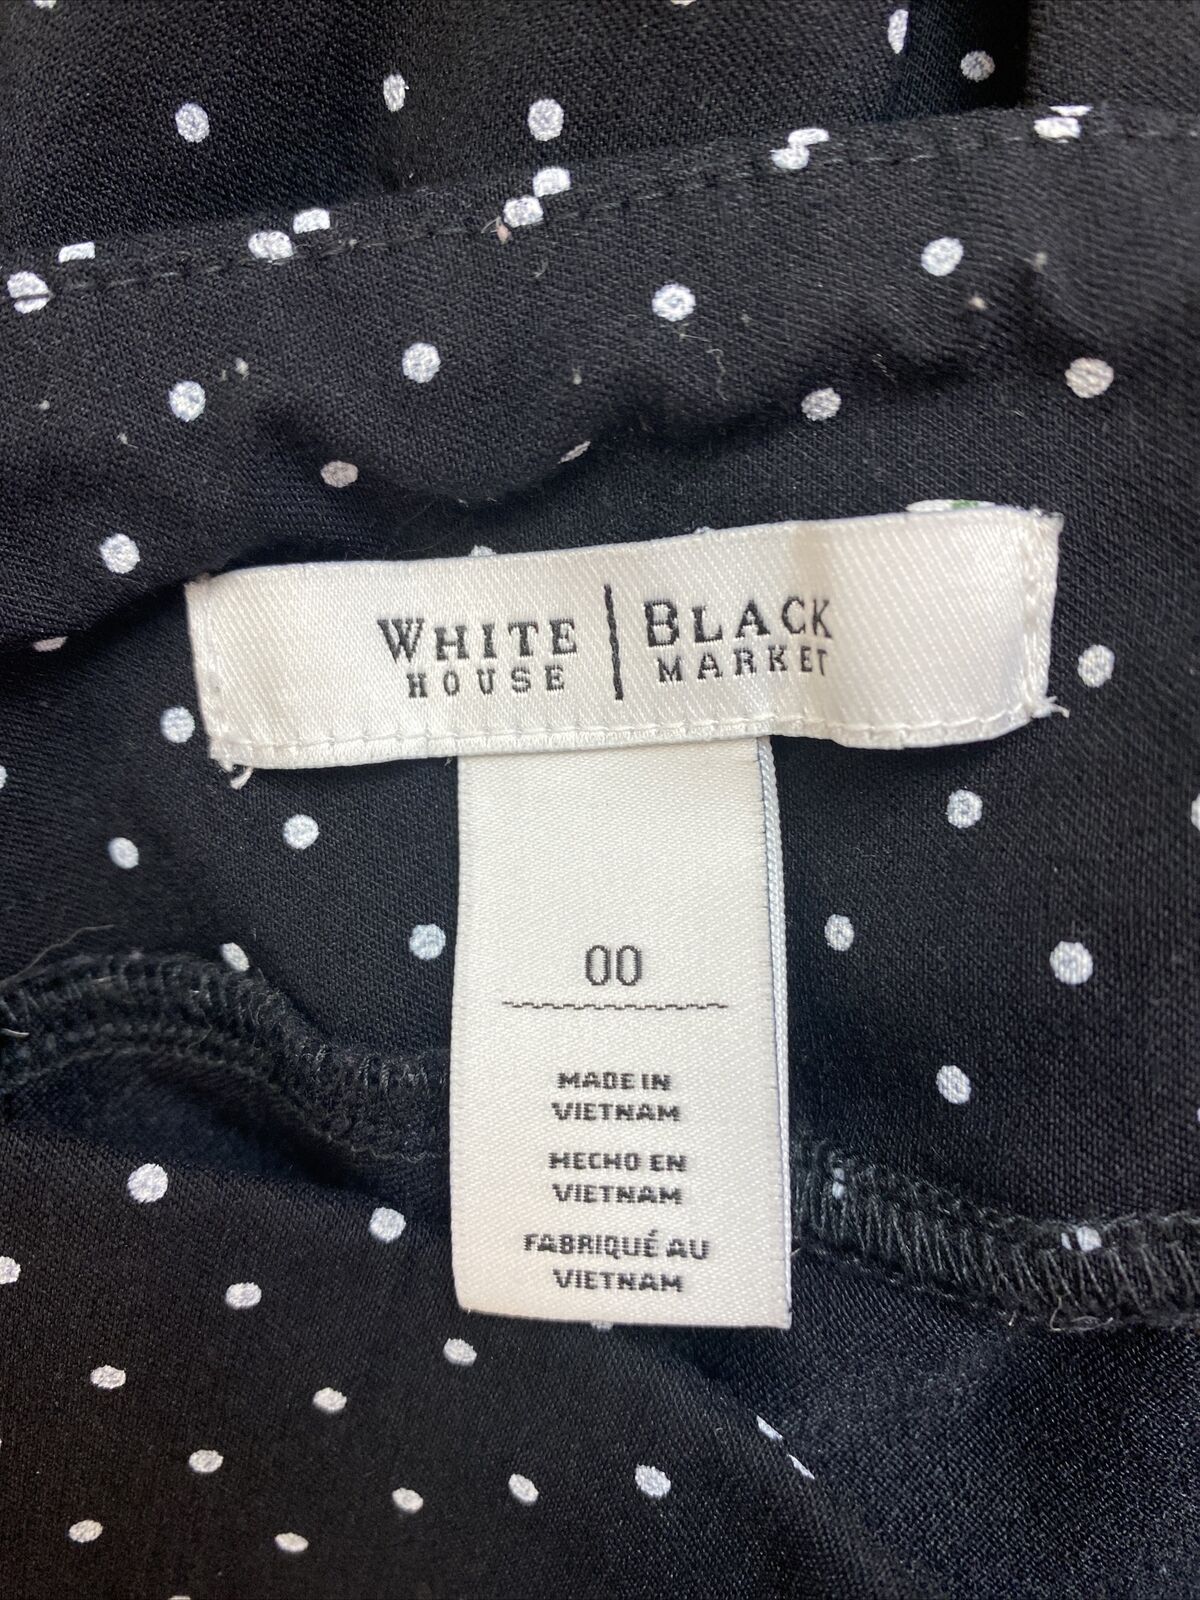 WHITE | BLACK
HOUSE | MARKET
00
MADE IN
VIETNAM
HECHO EN
VIETNAM
FABRIQUÉ AU
VIETNAM